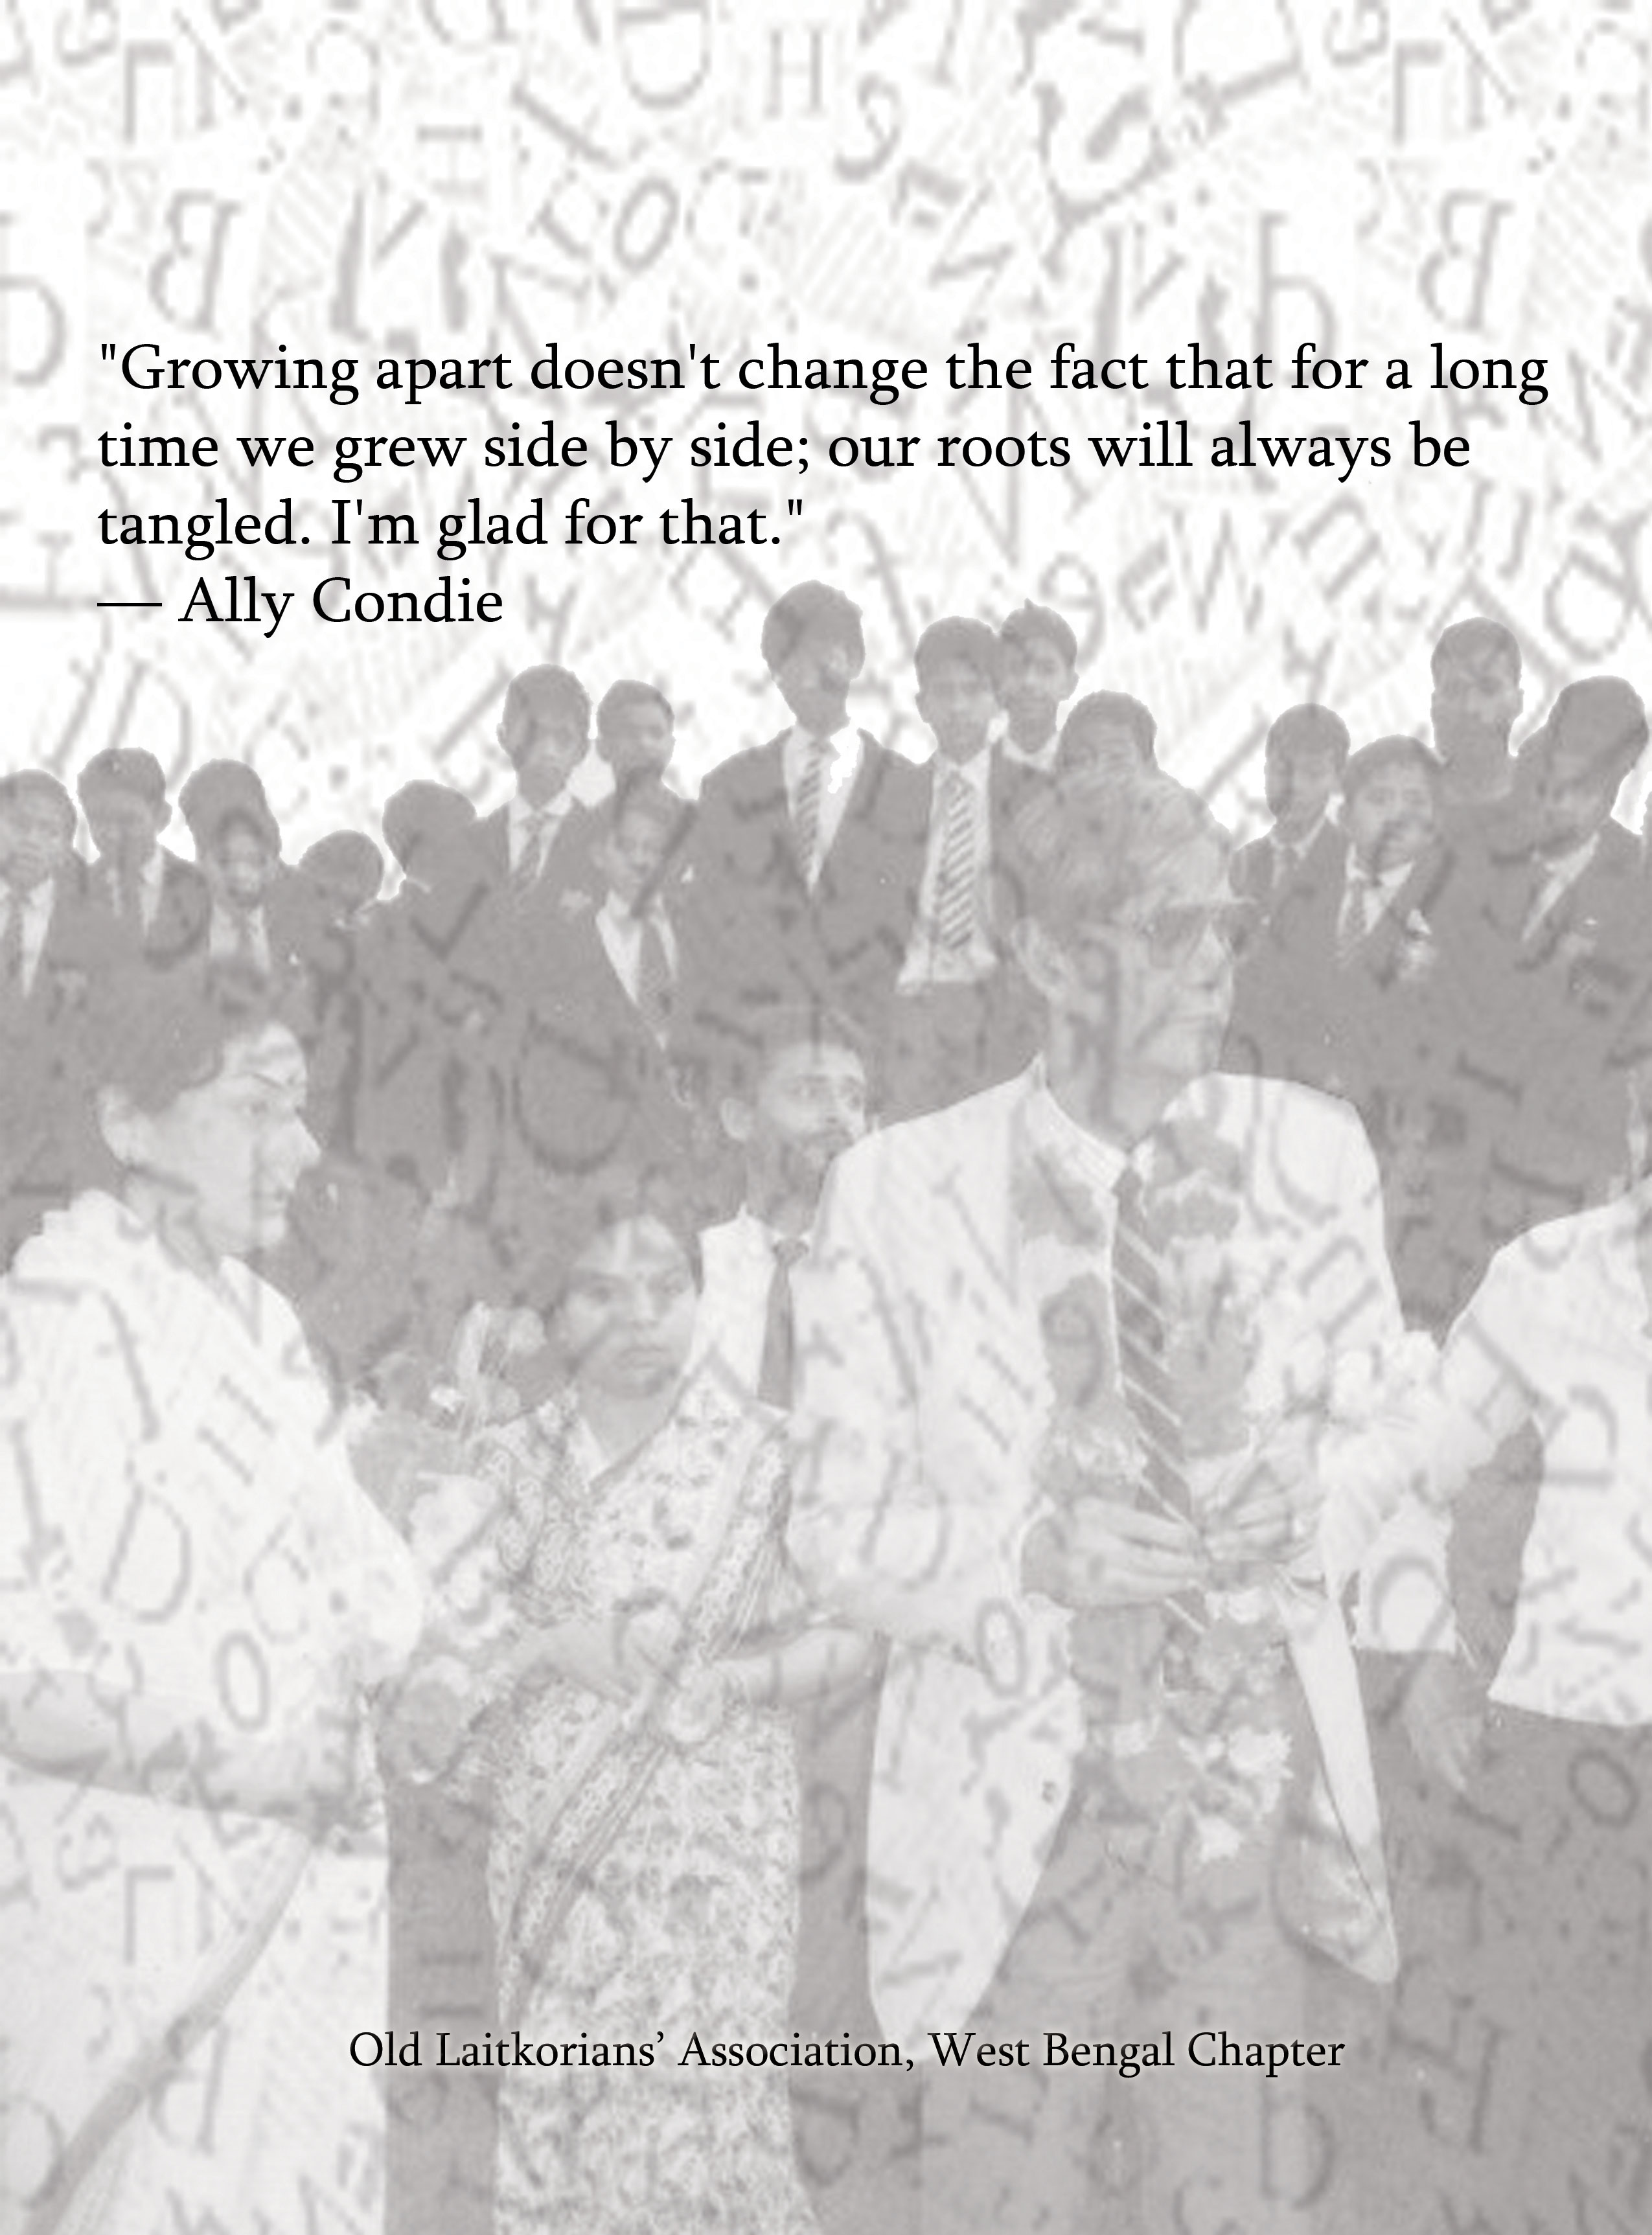 "Growing apart doesn't change the fact that for a long
time we grew side by side; our roots will always be
tangled. I'm glad for that."
— Ally Condie
Old Laitkorians’ Association, West Bengal Chapter